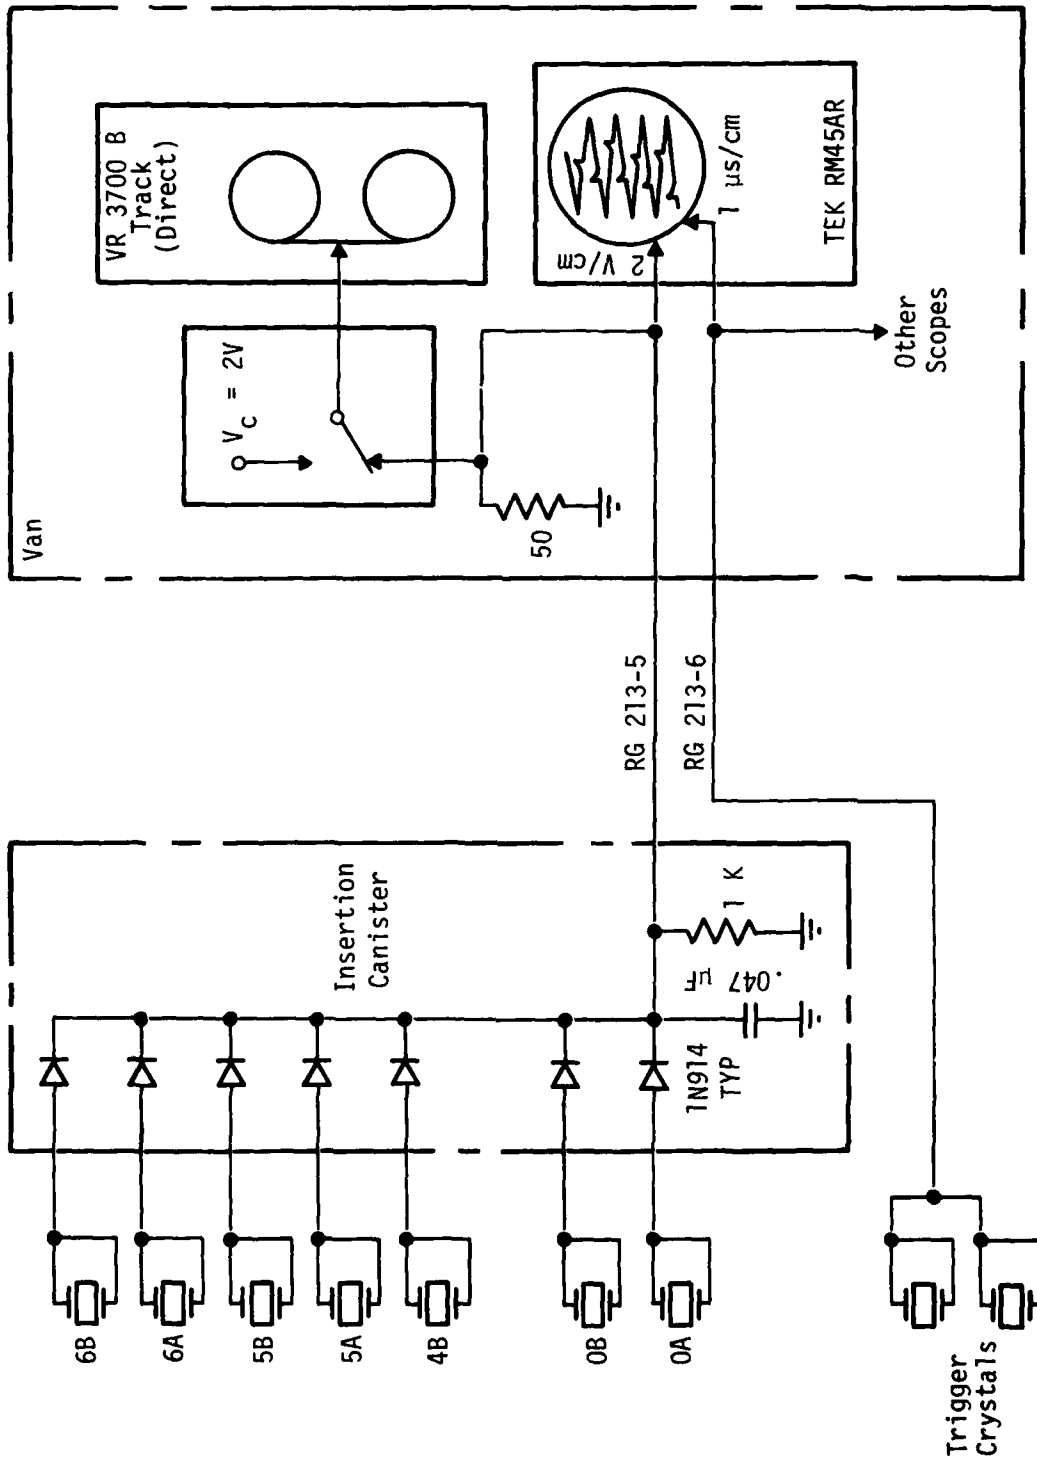 Van
VR 3700 B
Track
(Direct)
V_C = 2V
50
2 V/cm
1 µs/cm
TEK RM45AR
Other
Scopes
RG 213-5
RG 213-6
Insertion
Canister
1 K
.047 µF
1N914
TYP
6B
6A
5B
5A
4B
0B
0A
Trigger
Crystals